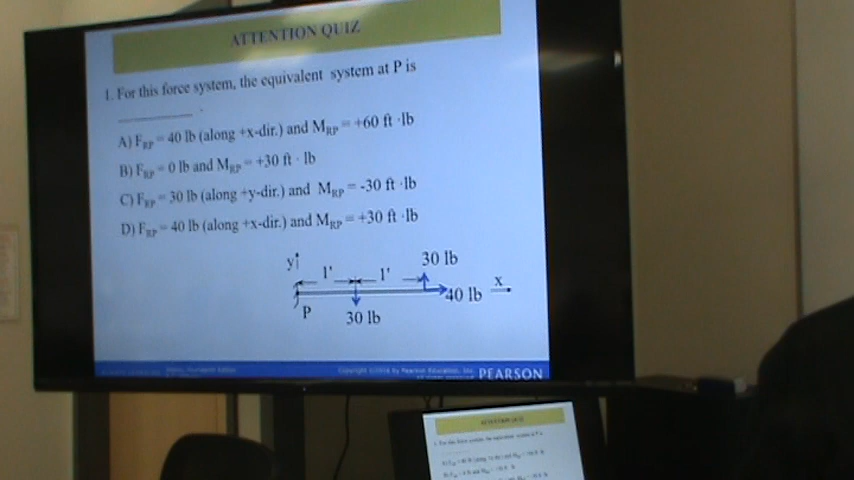 ATTENTION QUIZ
1. For this force system, the equivalent system at P is
___________ .
A) FRP = 40 lb (along +x-dir.) and MRP = +60 ft · lb
B) FRP = 0 lb and MRP = +30 ft · lb
C) FRP = 30 lb (along +y-dir.) and MRP = -30 ft · lb
D) FRP = 40 lb (along +x-dir.) and MRP = +30 ft · lb
y
1' 1'
30 lb
40 lb
x
P
30 lb
PEARSON
ATTENTION QUIZ